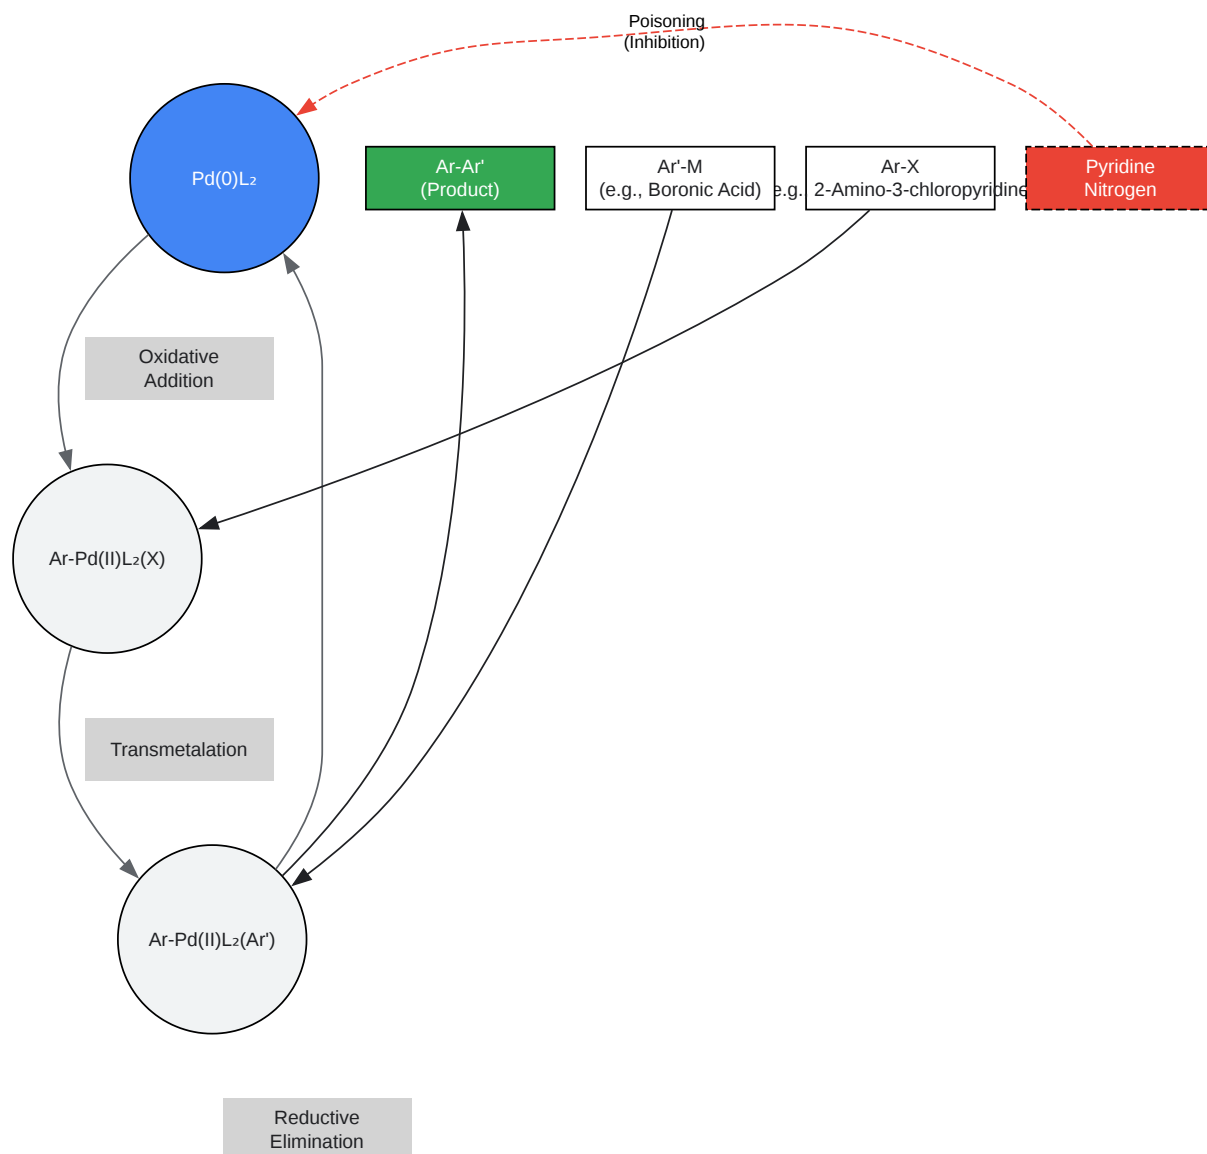 Poisoning
(Inhibition)
Pd(0)L₂
Ar-Ar'
(Product)
Ar'-M
(e.g., Boronic Acid)
Ar-X
e.g., 2-Amino-3-chloropyridine
Pyridine
Nitrogen
Oxidative
Addition
Ar-Pd(II)L₂(X)
Transmetalation
Ar-Pd(II)L₂(Ar')
Reductive
Elimination